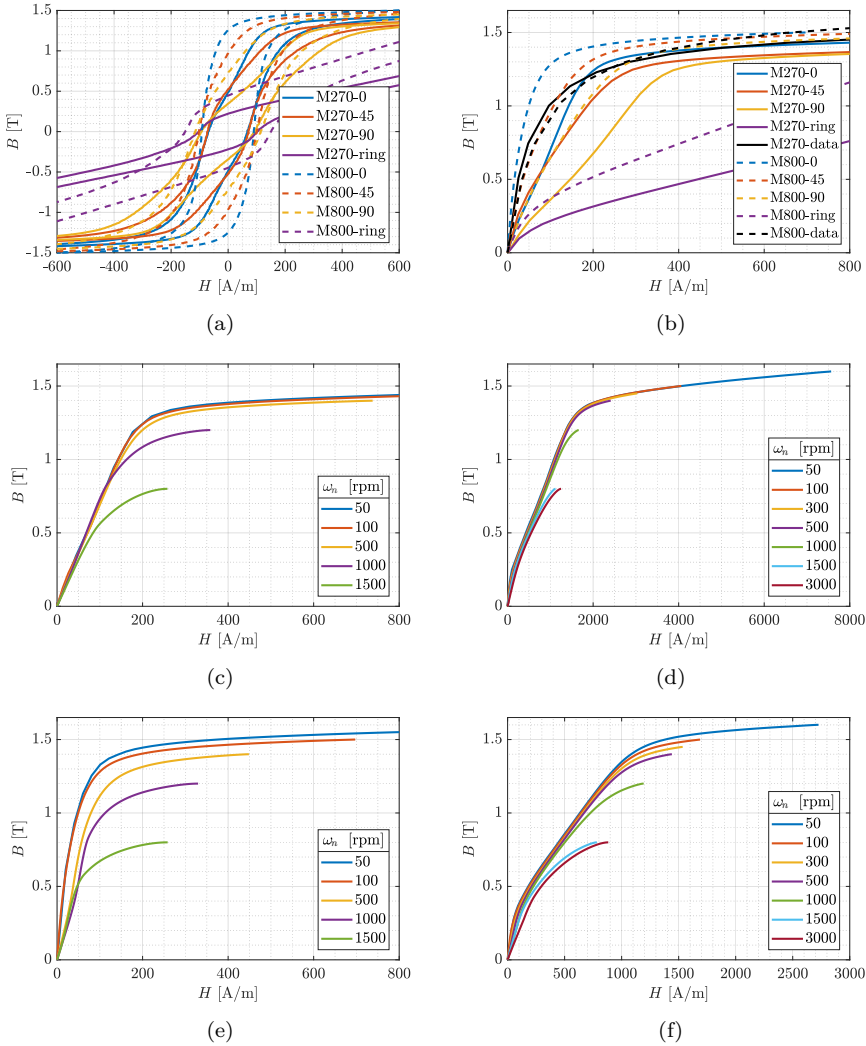 1.5
1.0
0.5
0
-0.5
-1.0
-1.5
B [T]
-600
-400
-200
0
200
400
600
H [A/m]
M270-0
M270-45
M270-90
M270-ring
M800-0
M800-45
M800-90
M800-ring
(a)
1.5
1
0.5
0
B [T]
0
200
400
600
800
H [A/m]
M270-0
M270-45
M270-90
M270-ring
M270-data
M800-0
M800-45
M800-90
M800-ring
M800-data
(b)
1.5
1
0.5
0
B [T]
0
200
400
600
800
H [A/m]
ωn [rpm]
50
100
500
1000
1500
(c)
1.5
1
0.5
0
B [T]
0
2000
4000
6000
8000
H [A/m]
ωn [rpm]
50
100
300
500
1000
1500
3000
(d)
1.5
1
0.5
0
B [T]
0
200
400
600
800
H [A/m]
ωn [rpm]
50
100
500
1000
1500
(e)
1.5
1
0.5
0
B [T]
0
500
1000
1500
2000
2500
3000
H [A/m]
ωn [rpm]
50
100
300
500
1000
1500
3000
(f)